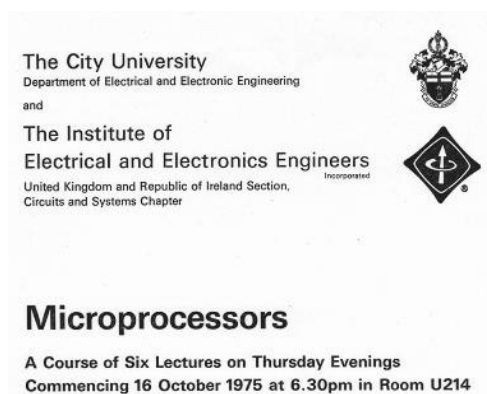 The City University
Department of Electrical and Electronic Engineering
and
The Institute of
Electrical and Electronics Engineers
Incorporated
United Kingdom and Republic of Ireland Section,
Circuits and Systems Chapter
®
Microprocessors
A Course of Six Lectures on Thursday Evenings
Commencing 16 October 1975 at 6.30pm in Room U214